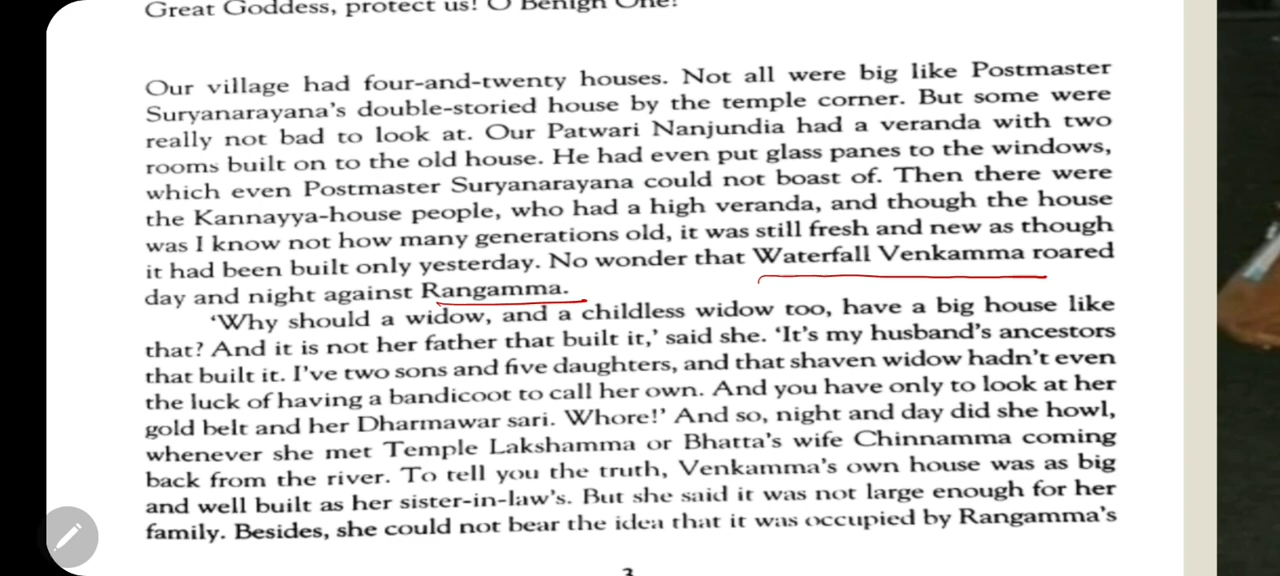 Great Goddess, protect us! O Benign One!
Our village had four-and-twenty houses. Not all were big like Postmaster
Suryanarayana's double-storied house by the temple corner. But some were
really not bad to look at. Our Patwari Nanjundia had a veranda with two
rooms built on to the old house. He had even put glass panes to the windows,
which even Postmaster Suryanarayana could not boast of. Then there were
the Kannayya-house people, who had a high veranda, and though the house
was I know not how many generations old, it was still fresh and new as though
it had been built only yesterday. No wonder that Waterfall Venkamma roared
day and night against Rangamma.
'Why should a widow, and a childless widow too, have a big house like
that? And it is not her father that built it,' said she. 'It's my husband's ancestors
that built it. I've two sons and five daughters, and that shaven widow hadn't even
the luck of having a bandicoot to call her own. And you have only to look at her
gold belt and her Dharmawar sari. Whore!' And so, night and day did she howl,
whenever she met Temple Lakshamma or Bhatta's wife Chinnamma coming
back from the river. To tell you the truth, Venkamma's own house was as big
and well built as her sister-in-law's. But she said it was not large enough for her
family. Besides, she could not bear the idea that it was occupied by Rangamma's
3